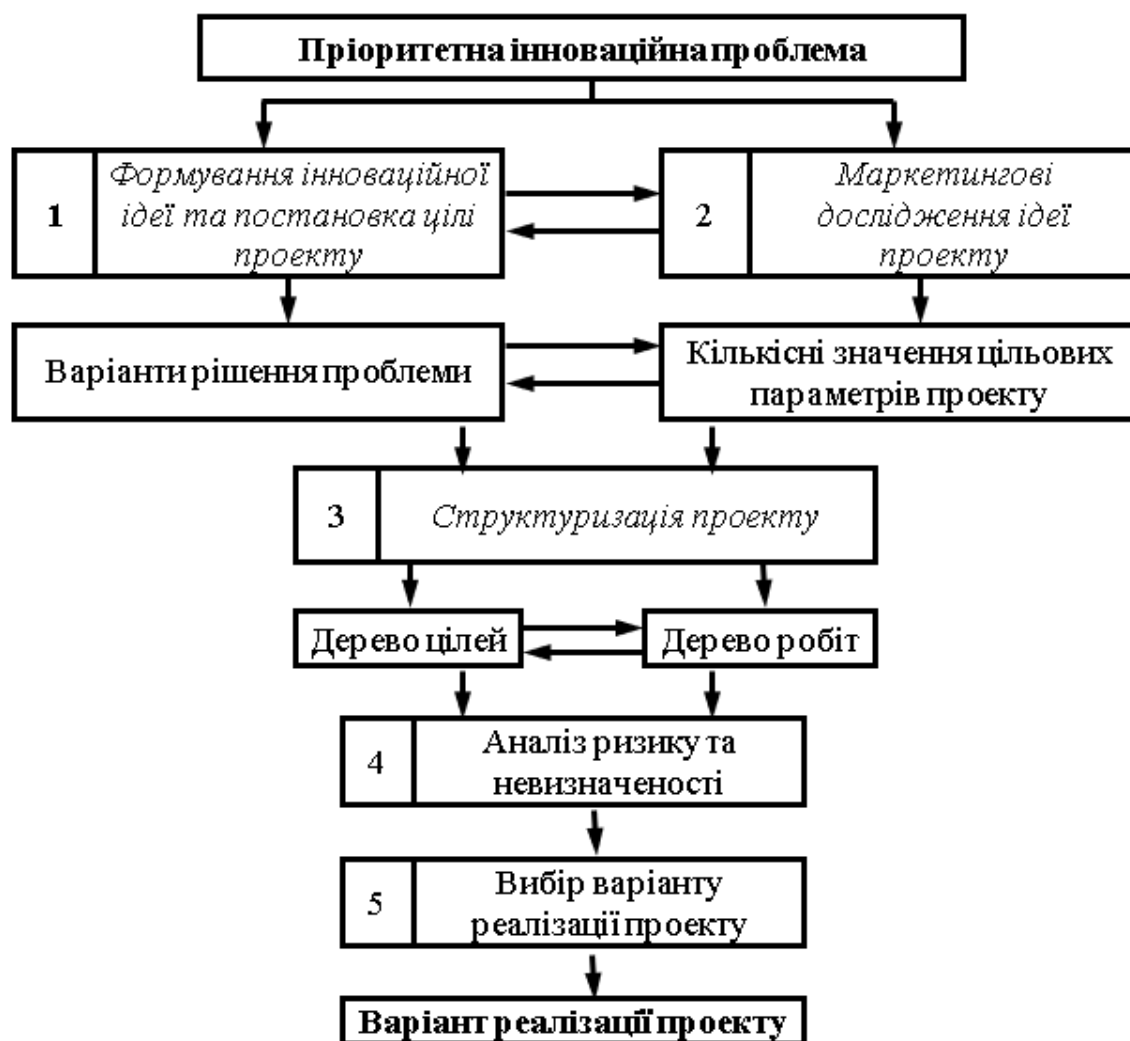 Пріоритетна інноваційна проблема
1
Формування інноваційної
ідеї та постановка цілі
проекту
2
Маркетингові
дослідження ідеї
проекту
Варіанти рішення проблеми
Кількісні значення цільових
параметрів проекту
3
Структуризація проекту
Дерево цілей
Дерево робіт
4
Аналіз ризику та
невизначеності
5
Вибір варіанту
реалізації проекту
Варіант реалізації проекту